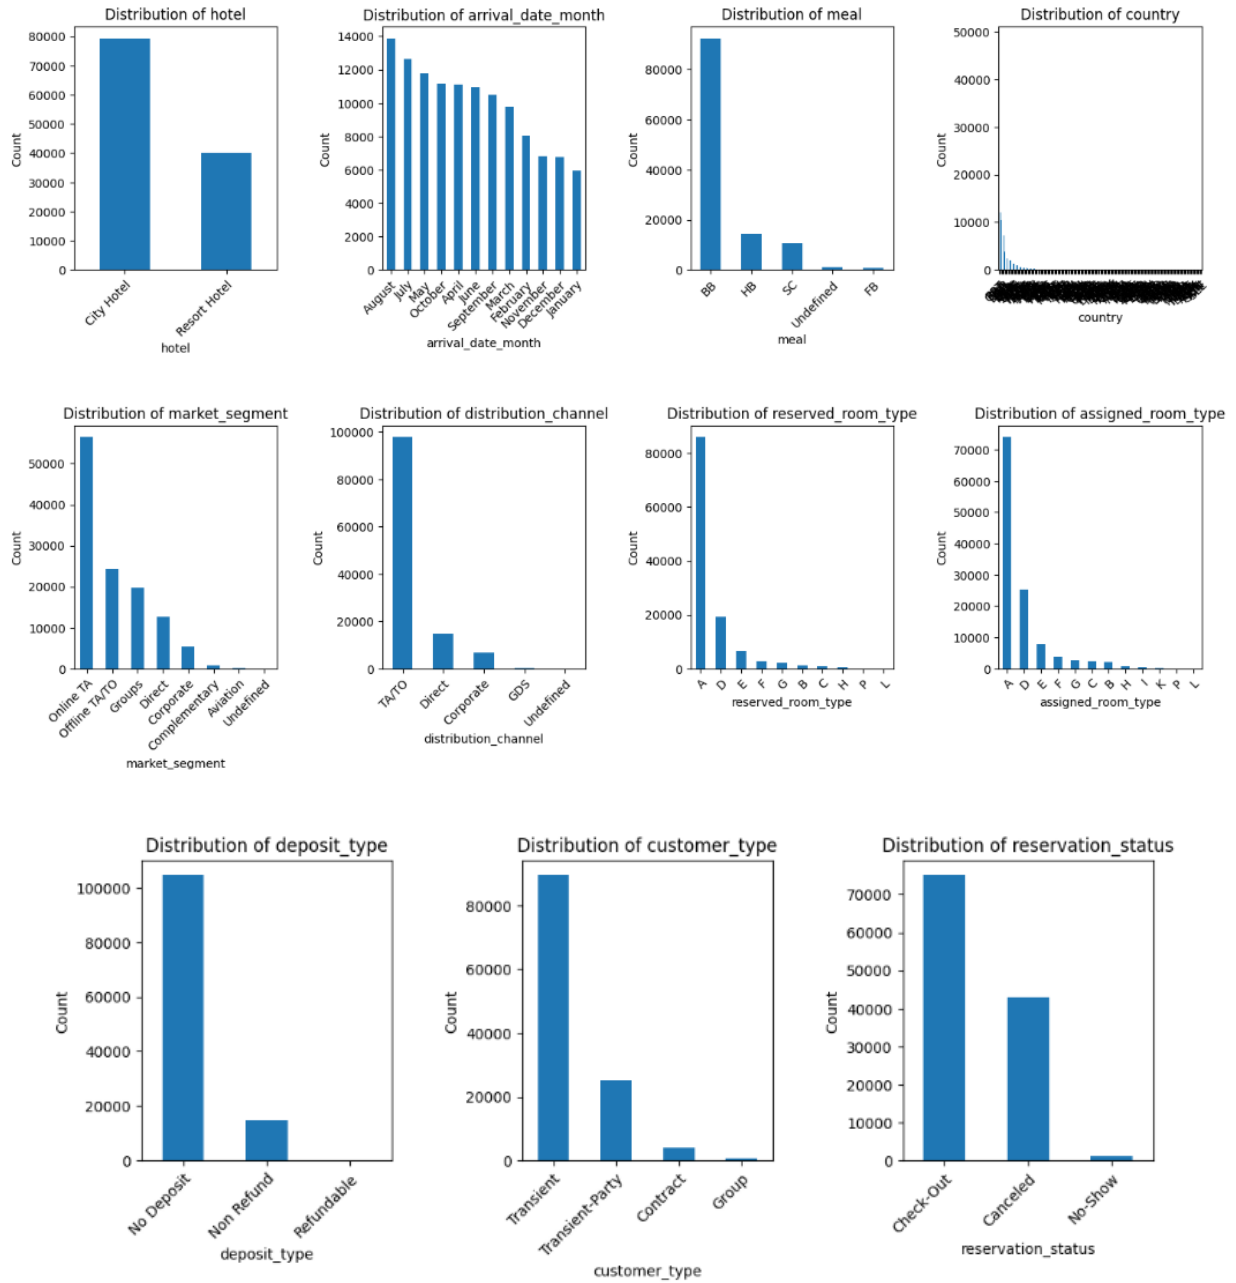 Distribution of hotel
80000
70000
60000
50000
40000
30000
20000
10000
0
Count
City Hotel
Resort Hotel
hotel
Distribution of arrival_date_month
14000
12000
10000
8000
6000
4000
2000
0
Count
August
July
May
October
April
June
September
March
February
November
December
January
arrival_date_month
Distribution of meal
80000
60000
40000
20000
0
Count
BB
HB
SC
Undefined
FB
meal
Distribution of country
50000
40000
30000
20000
10000
0
Count
country
Distribution of market_segment
50000
40000
30000
20000
10000
0
Count
Online TA
Offline TA/TO
Groups
Direct
Corporate
Complementary
Aviation
Undefined
market_segment
Distribution of distribution_channel
100000
80000
60000
40000
20000
0
Count
TA/TO
Direct
Corporate
GDS
Undefined
distribution_channel
Distribution of reserved_room_type
80000
60000
40000
20000
0
Count
A
D
E
F
G
B
C
H
P
L
reserved_room_type
Distribution of assigned_room_type
70000
60000
50000
40000
30000
20000
10000
0
Count
A
D
E
F
G
C
B
H
I
K
P
L
assigned_room_type
Distribution of deposit_type
100000
80000
60000
40000
20000
0
Count
No Deposit
Non Refund
Refundable
deposit_type
Distribution of customer_type
80000
60000
40000
20000
0
Count
Transient
Transient-Party
Contract
Group
customer_type
Distribution of reservation_status
70000
60000
50000
40000
30000
20000
10000
0
Count
Check-Out
Canceled
No-Show
reservation_status